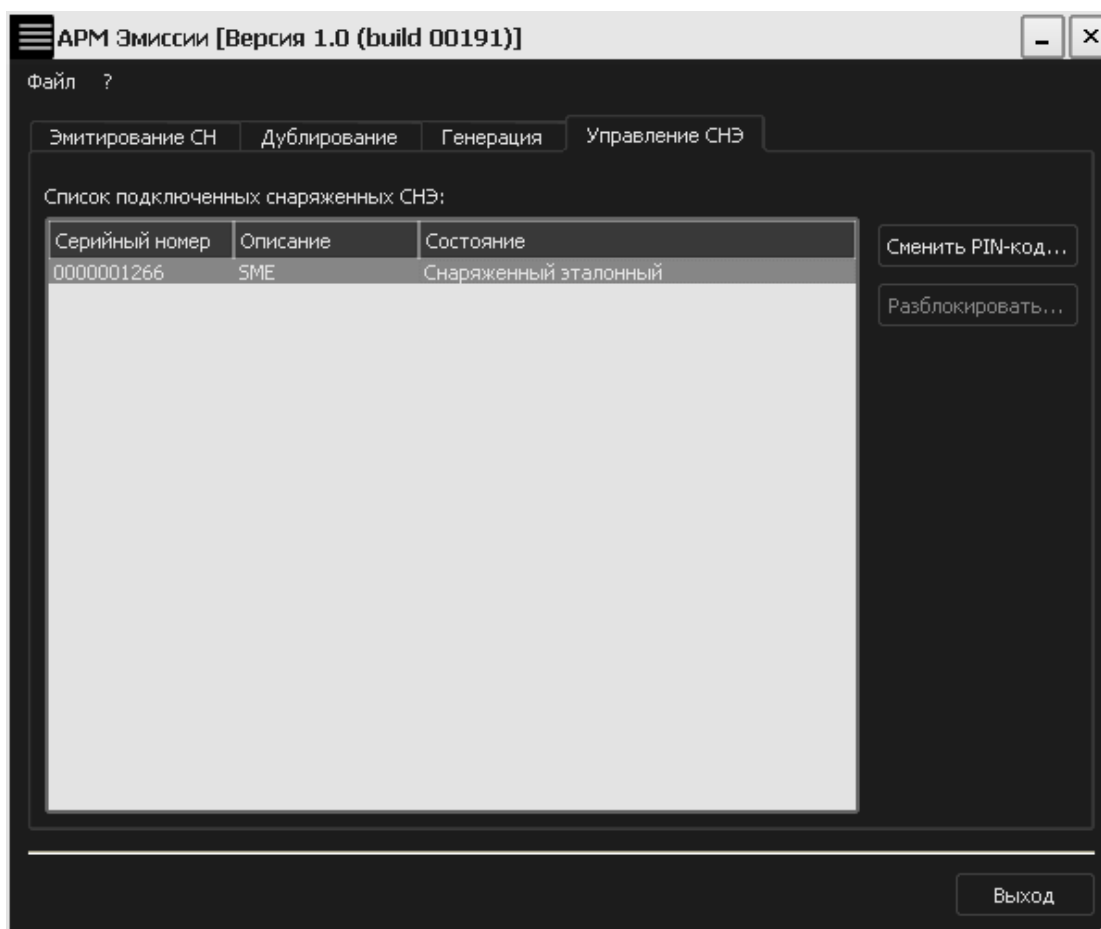 АРМ Эмиссии [Версия 1.0 (build 00191)]
Файл ?
Эмитирование СН Дублирование Генерация Управление СНЭ
Список подключенных снаряженных СНЭ:
Серийный номер Описание Состояние
0000001266 SME Снаряженный эталонный
Сменить PIN-код...
Разблокировать...
Выход